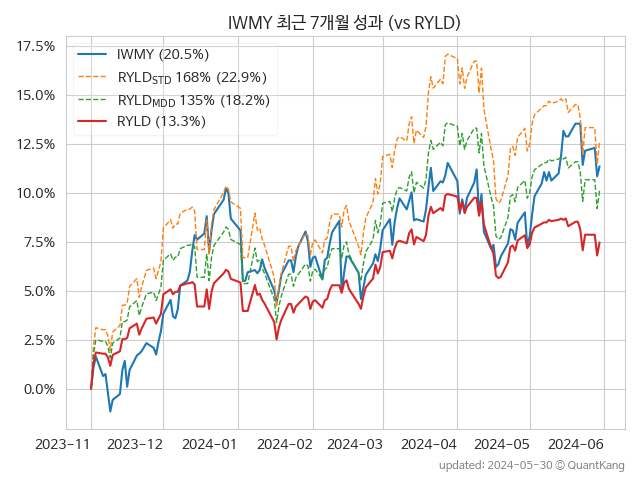 IWMY 최근 7개월 성과 (vs RYLD)
17.5%
15.0%
12.5%
10.0%
7.5%
5.0%
2.5%
0.0%
IWMY (20.5%)
RYLD_STD 168% (22.9%)
RYLD_MDD 135% (18.2%)
RYLD (13.3%)
2023-11 2023-12 2024-01 2024-02 2024-03 2024-04 2024-05 2024-06
updated: 2024-05-30 © QuantKang